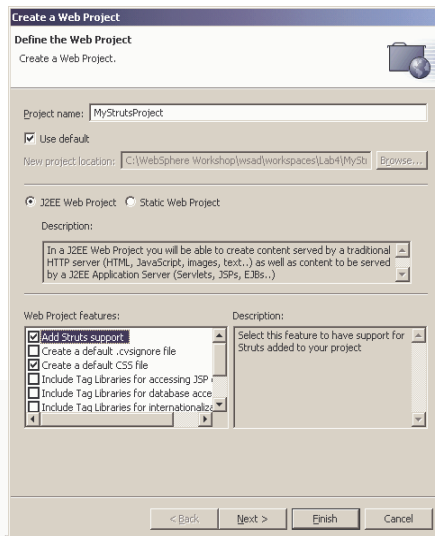 Create a Web Project
Define the Web Project
Create a Web Project.
Project name: MyStrutsProject
Use default
New project location: C:\WebSphere Workshop\wsad\workspaces\Lab4\MySt Browse...
J2EE Web Project Static Web Project
Description:
In a J2EE Web Project you will be able to create content served by a traditional
HTTP server (HTML, JavaScript, images, text..) as well as content to be served
by a J2EE Application Server (Servlets, JSPs, EJBs..)
Web Project features:
Add Struts support
Create a default .cvsignore file
Create a default CSS file
Include Tag Libraries for accessing JSP
Include Tag Libraries for database acce
Include Tag Libraries for internationaliza
Description:
Select this feature to have support for
Struts added to your project
< Back Next > Finish Cancel